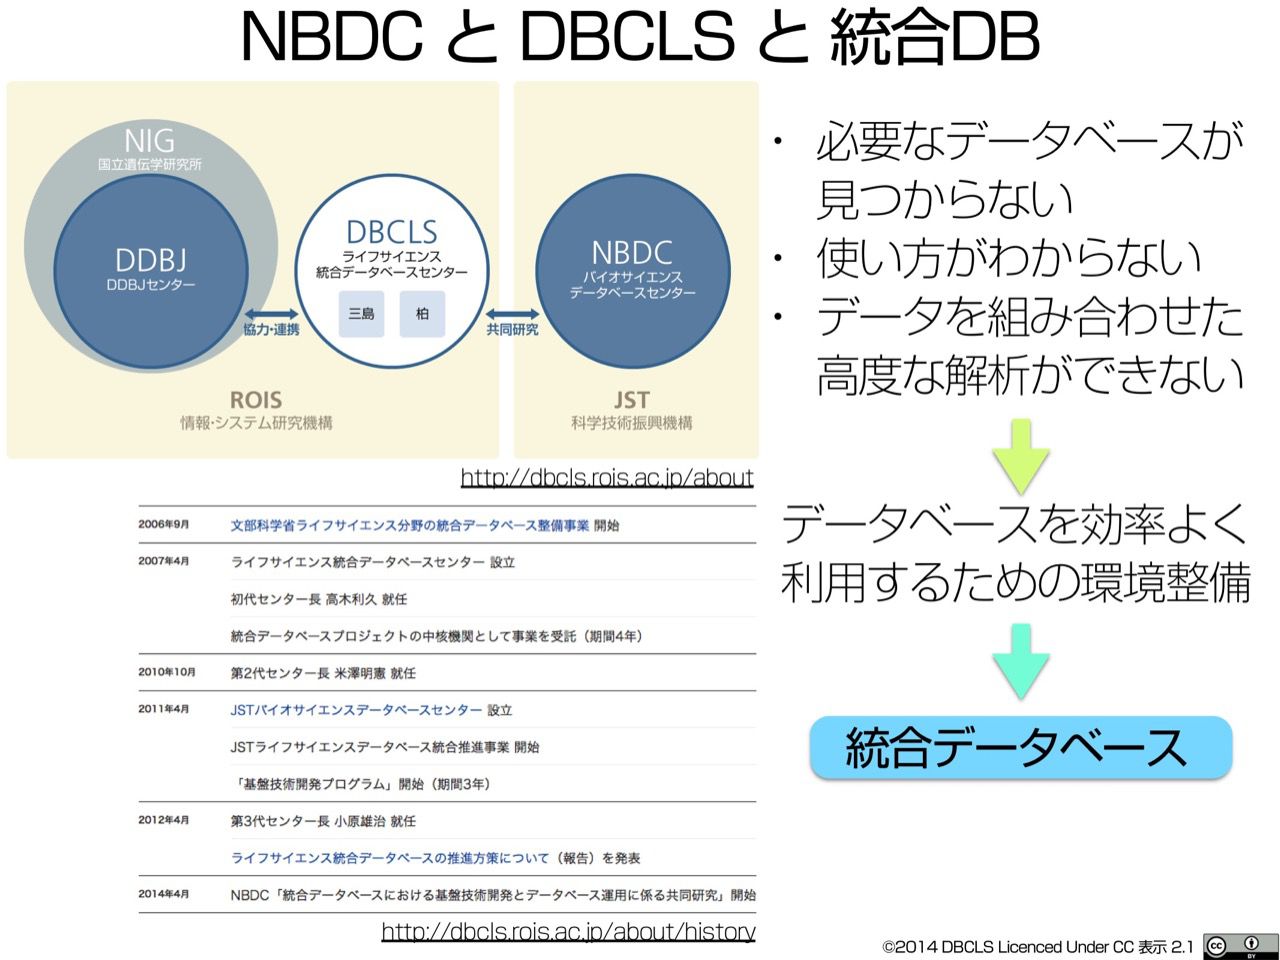 NBDC と DBCLS と 統合DB
NIG
国立遺伝学研究所
DDBJ
DDBJセンター
DBCLS
ライフサイエンス
統合データベースセンター
三島
柏
NBDC
バイオサイエンス
データベースセンター
協力・連携
共同研究
ROIS
情報・システム研究機構
JST
科学技術振興機構
http://dbcls.rois.ac.jp/about
2006年9月 文部科学省ライフサイエンス分野の統合データベース整備事業 開始
2007年4月 ライフサイエンス統合データベースセンター 設立
初代センター長 高木利久 就任
統合データベースプロジェクトの中核機関として事業を受託（期間4年）
2010年10月 第2代センター長 米澤明憲 就任
2011年4月 JSTバイオサイエンスデータベースセンター 設立
JSTライフサイエンスデータベース統合推進事業 開始
「基盤技術開発プログラム」開始（期間3年）
2012年4月 第3代センター長 小原雄治 就任
ライフサイエンス統合データベースの推進方策について（報告）を発表
2014年4月 NBDC「統合データベースにおける基盤技術開発とデータベース運用に係る共同研究」開始
http://dbcls.rois.ac.jp/about/history
・ 必要なデータベースが
見つからない
・ 使い方がわからない
・ データを組み合わせた
高度な解析ができない
データベースを効率よく
利用するための環境整備
統合データベース
©2014 DBCLS Licenced Under CC 表示 2.1
cc
BY